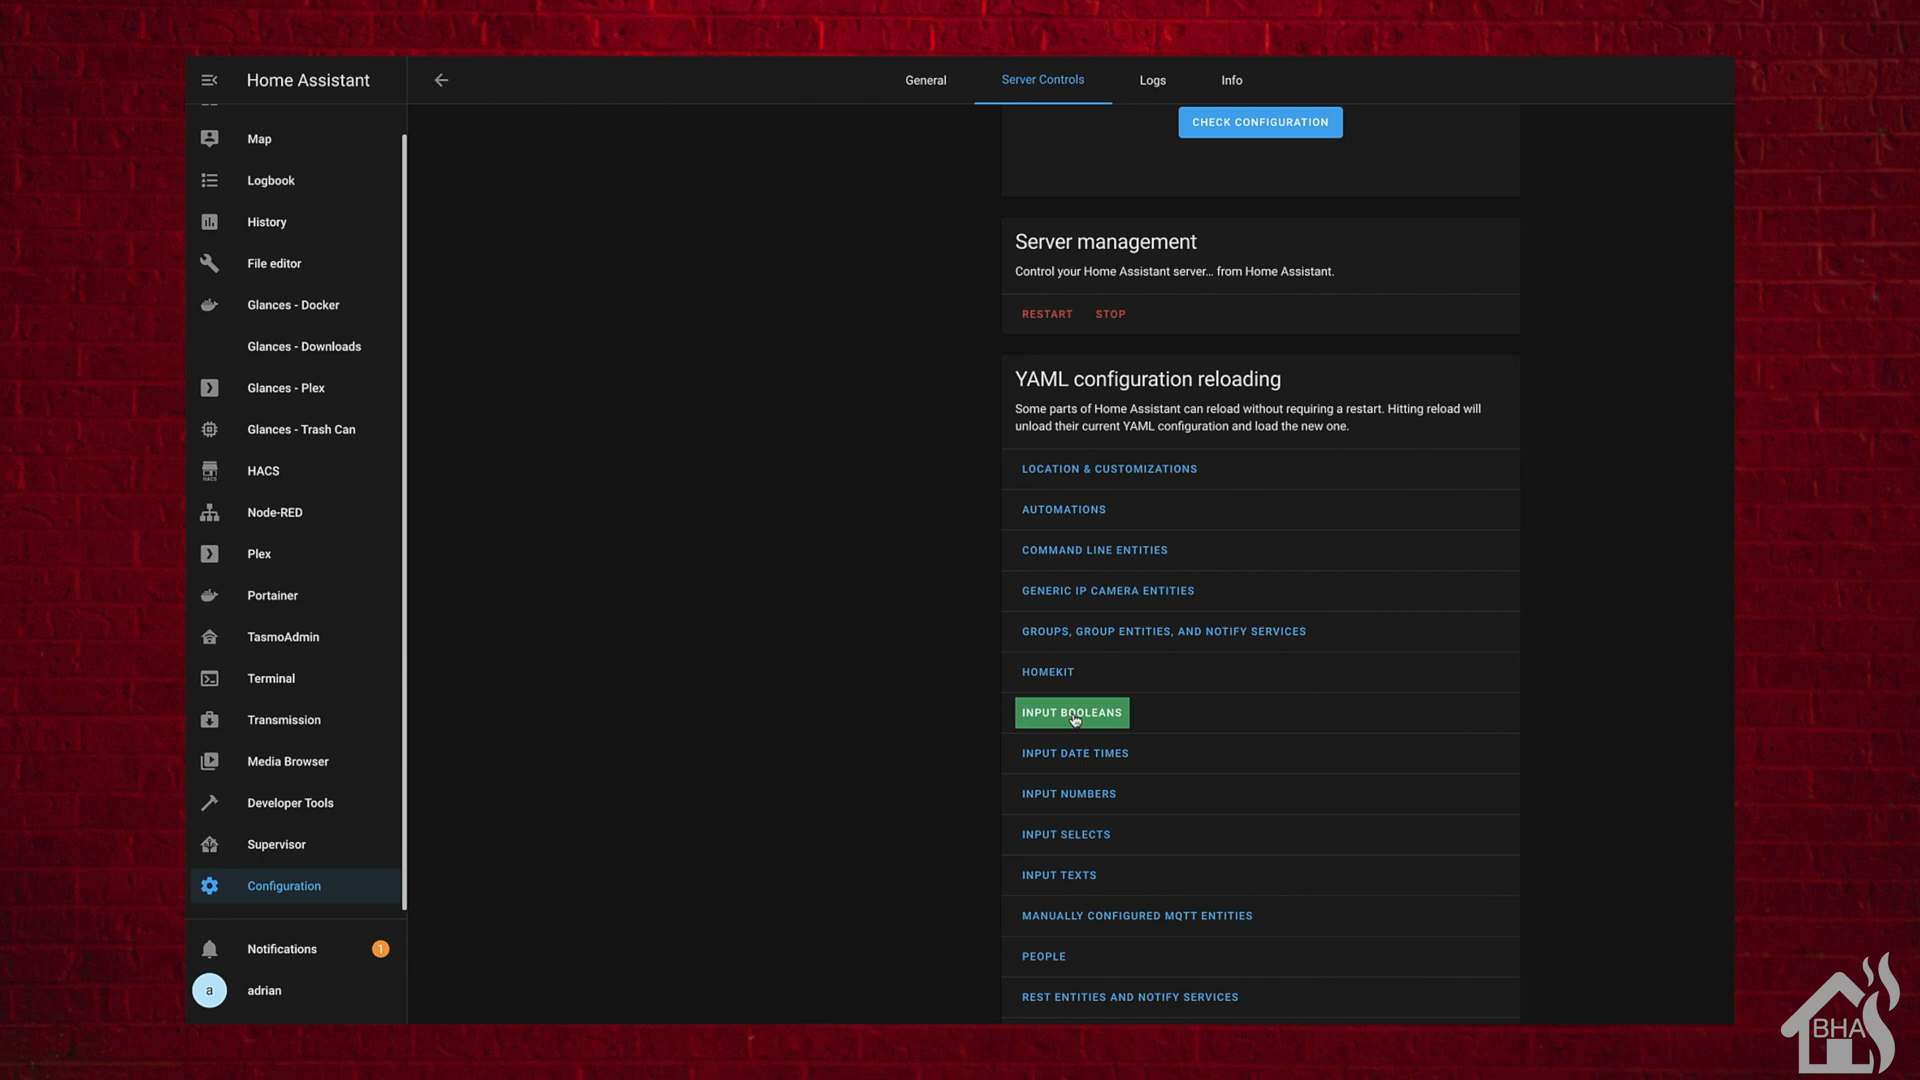 Home Assistant
General
Server Controls
Logs
Info
Map
Logbook
History
File editor
Glances - Docker
Glances - Downloads
Glances - Plex
Glances - Trash Can
HACS
HACS
Node-RED
Plex
Portainer
TasmoAdmin
Terminal
Transmission
Media Browser
Developer Tools
Supervisor
Configuration
Notifications
1
a
adrian
CHECK CONFIGURATION
Server management
Control your Home Assistant server… from Home Assistant.
RESTART
STOP
YAML configuration reloading
Some parts of Home Assistant can reload without requiring a restart. Hitting reload will
unload their current YAML configuration and load the new one.
LOCATION & CUSTOMIZATIONS
AUTOMATIONS
COMMAND LINE ENTITIES
GENERIC IP CAMERA ENTITIES
GROUPS, GROUP ENTITIES, AND NOTIFY SERVICES
HOMEKIT
INPUT BOOLEANS
INPUT DATE TIMES
INPUT NUMBERS
INPUT SELECTS
INPUT TEXTS
MANUALLY CONFIGURED MQTT ENTITIES
PEOPLE
REST ENTITIES AND NOTIFY SERVICES
BHA